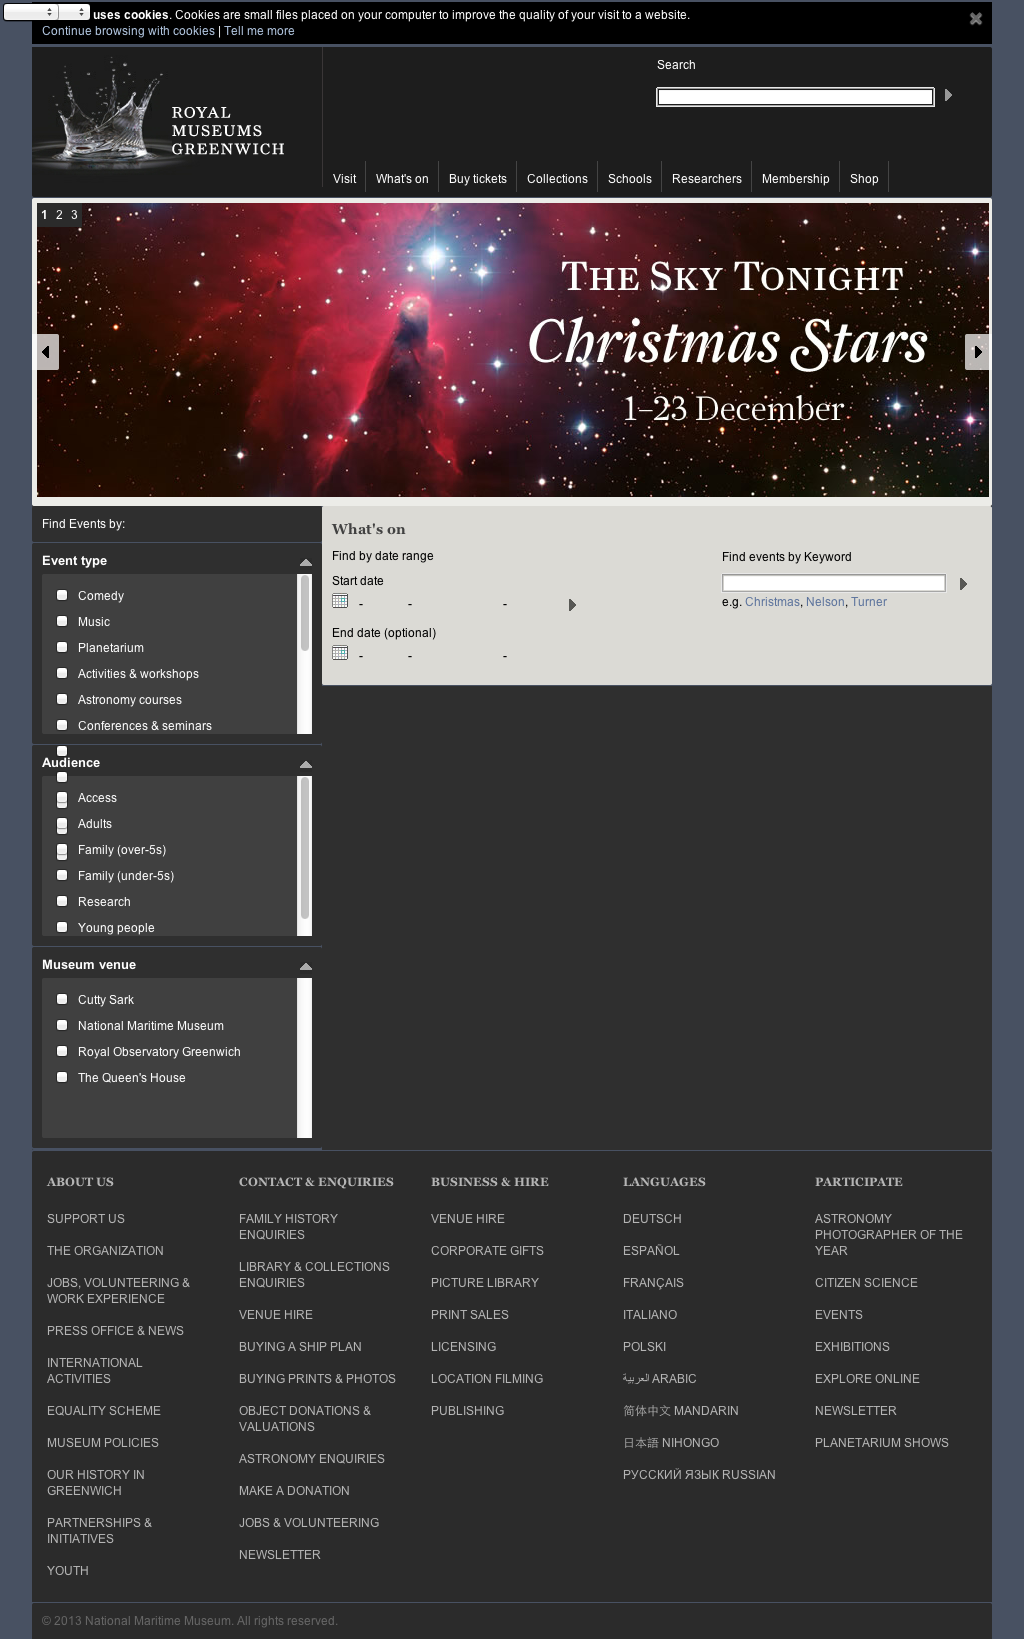 uses cookies. Cookies are small files placed on your computer to improve the quality of your visit to a website.
Continue browsing with cookies | Tell me more
Search
ROYAL
MUSEUMS
GREENWICH
Visit
What's on
Buy tickets
Collections
Schools
Researchers
Membership
Shop
1 2 3
THE SKY TONIGHT
Christmas Stars
1–23 December
Find Events by:
Event type
Comedy
Music
Planetarium
Activities & workshops
Astronomy courses
Conferences & seminars
Audience
Access
Adults
Family (over-5s)
Family (under-5s)
Research
Young people
Museum venue
Cutty Sark
National Maritime Museum
Royal Observatory Greenwich
The Queen's House
What's on
Find by date range
Start date
- - -
End date (optional)
- - -
Find events by Keyword
e.g. Christmas, Nelson, Turner
ABOUT US
SUPPORT US
THE ORGANIZATION
JOBS, VOLUNTEERING &
WORK EXPERIENCE
PRESS OFFICE & NEWS
INTERNATIONAL
ACTIVITIES
EQUALITY SCHEME
MUSEUM POLICIES
OUR HISTORY IN
GREENWICH
PARTNERSHIPS &
INITIATIVES
YOUTH
CONTACT & ENQUIRIES
FAMILY HISTORY
ENQUIRIES
LIBRARY & COLLECTIONS
ENQUIRIES
VENUE HIRE
BUYING A SHIP PLAN
BUYING PRINTS & PHOTOS
OBJECT DONATIONS &
VALUATIONS
ASTRONOMY ENQUIRIES
MAKE A DONATION
JOBS & VOLUNTEERING
NEWSLETTER
BUSINESS & HIRE
VENUE HIRE
CORPORATE GIFTS
PICTURE LIBRARY
PRINT SALES
LICENSING
LOCATION FILMING
PUBLISHING
LANGUAGES
DEUTSCH
ESPAÑOL
FRANÇAIS
ITALIANO
POLSKI
العربية ARABIC
简体中文 MANDARIN
日本語 NIHONGO
РУССКИЙ ЯЗЫК RUSSIAN
PARTICIPATE
ASTRONOMY
PHOTOGRAPHER OF THE
YEAR
CITIZEN SCIENCE
EVENTS
EXHIBITIONS
EXPLORE ONLINE
NEWSLETTER
PLANETARIUM SHOWS
© 2013 National Maritime Museum. All rights reserved.